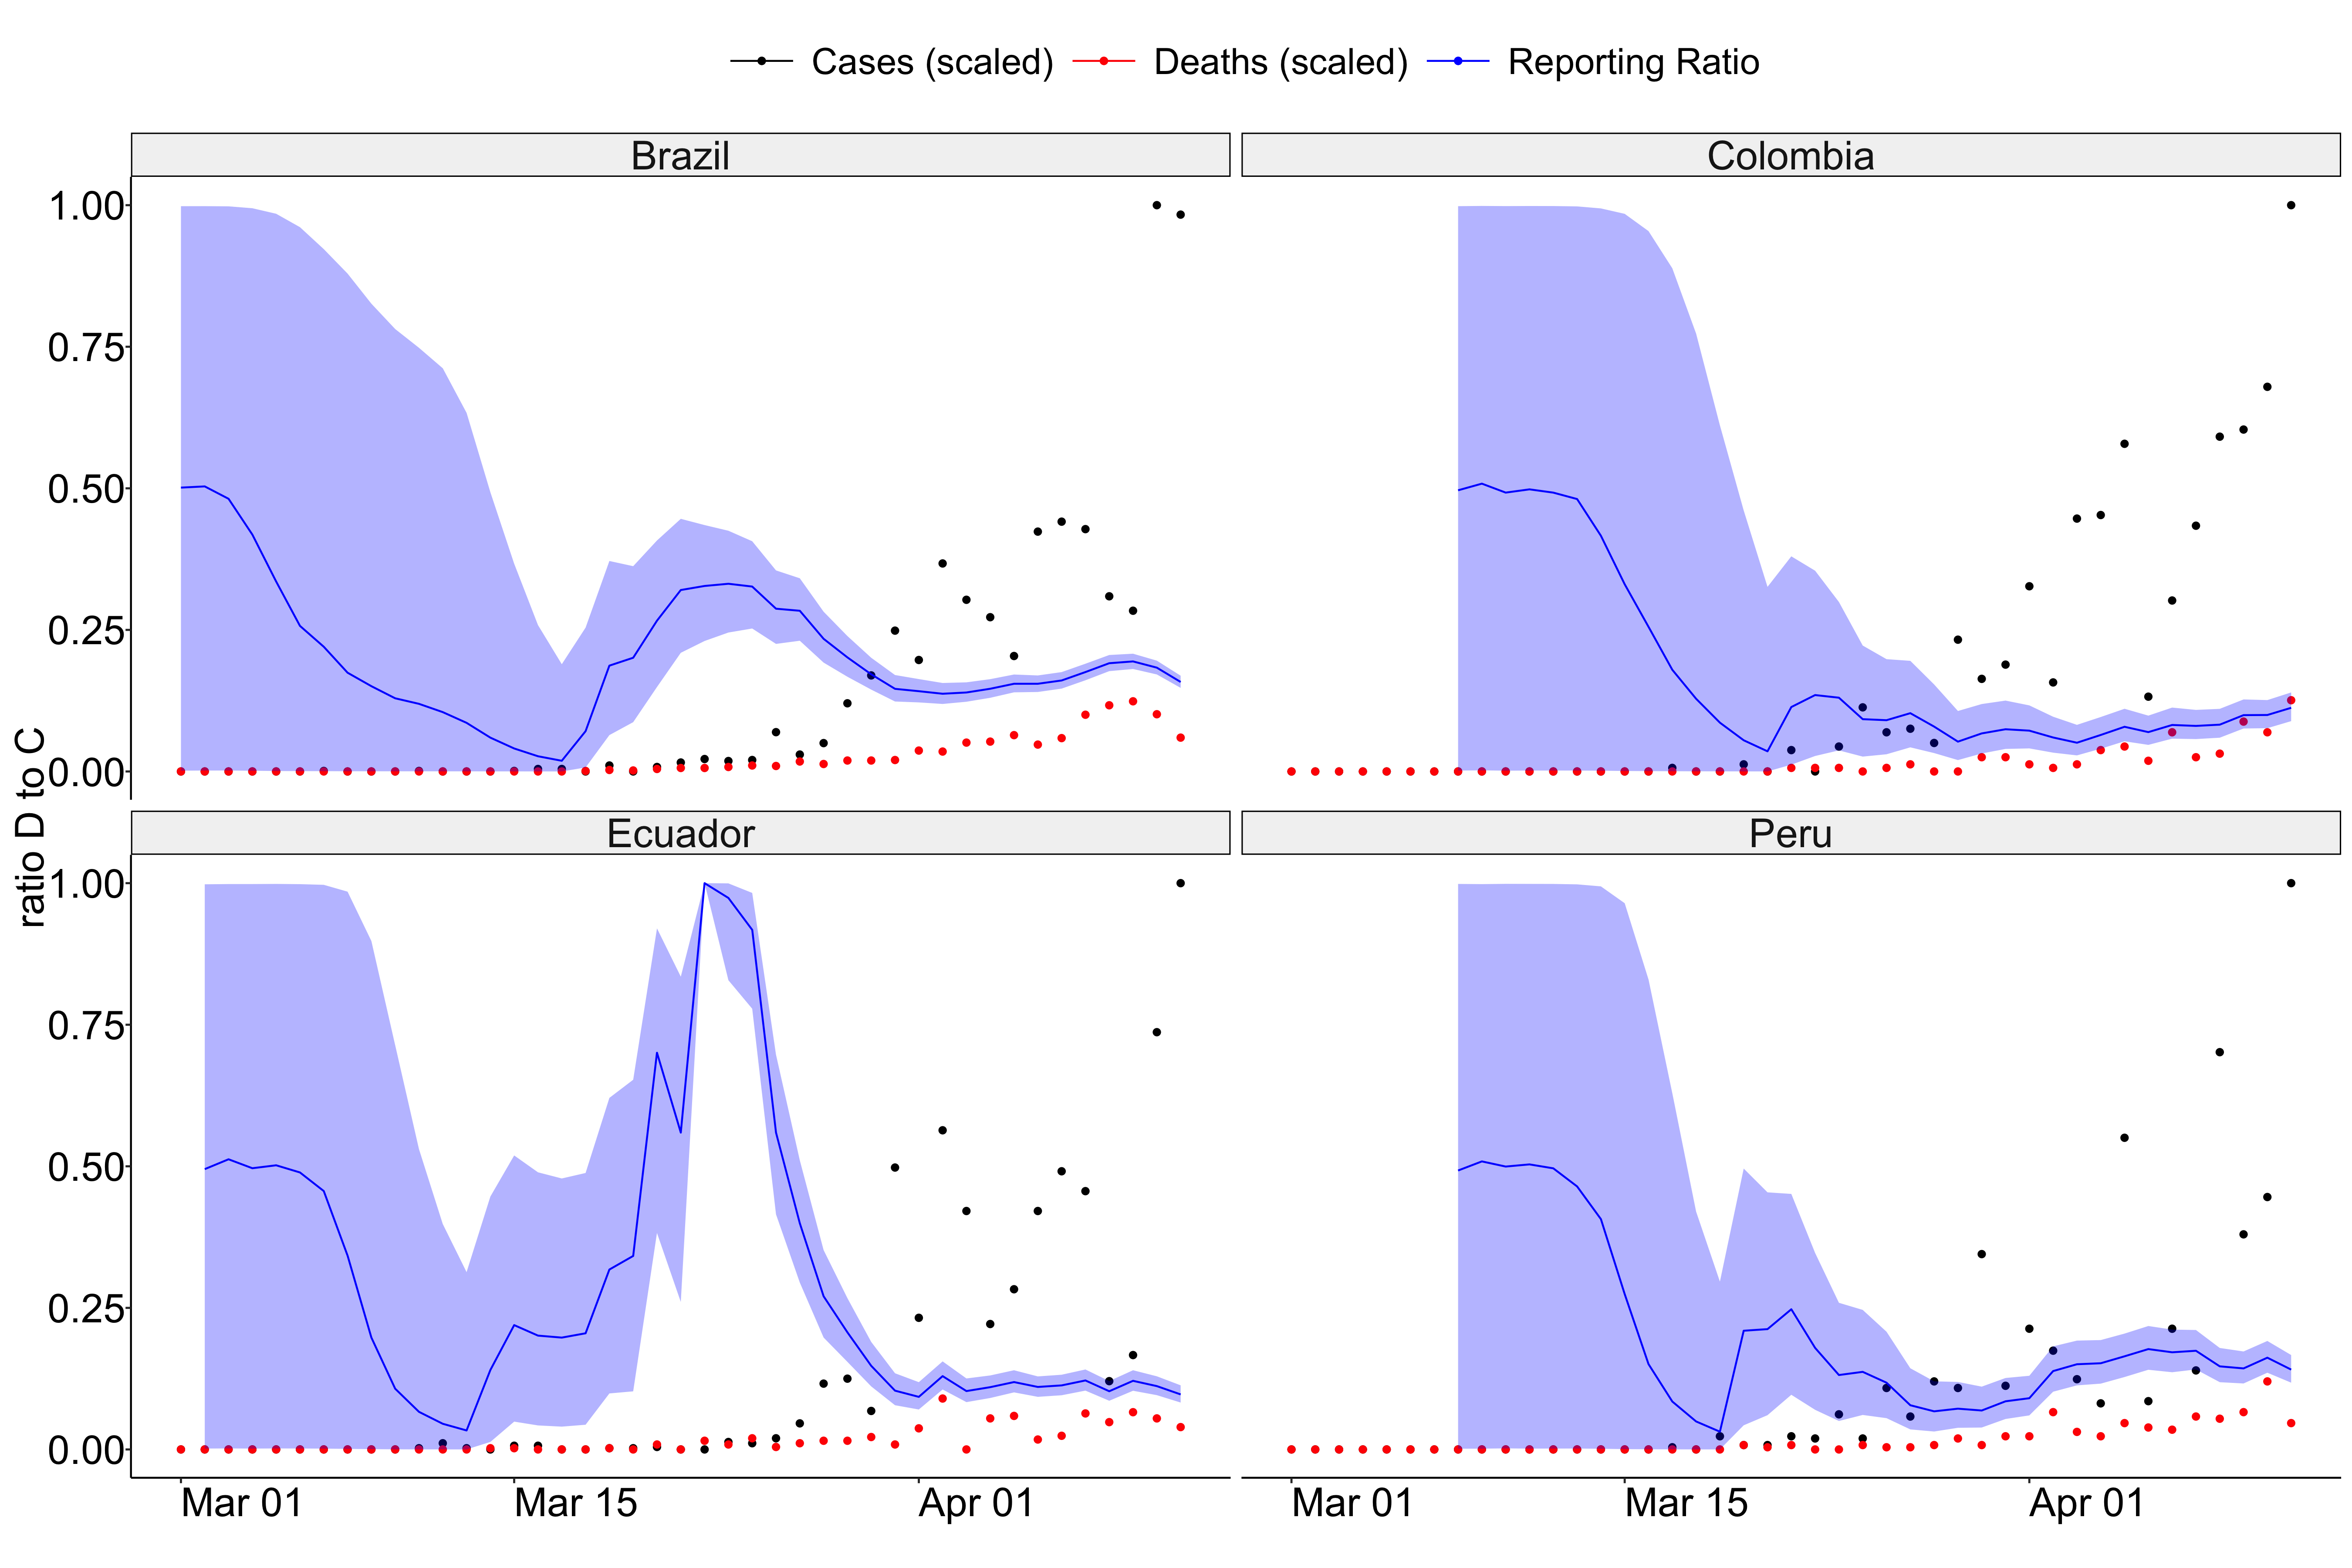 Cases (scaled) Deaths (scaled) Reporting Ratio
Brazil Colombia
1.00
0.75
0.50
0.25
0.00
ratio D to C
Ecuador Peru
1.00
0.75
0.50
0.25
0.00
Mar 01 Mar 15 Apr 01 Mar 01 Mar 15 Apr 01